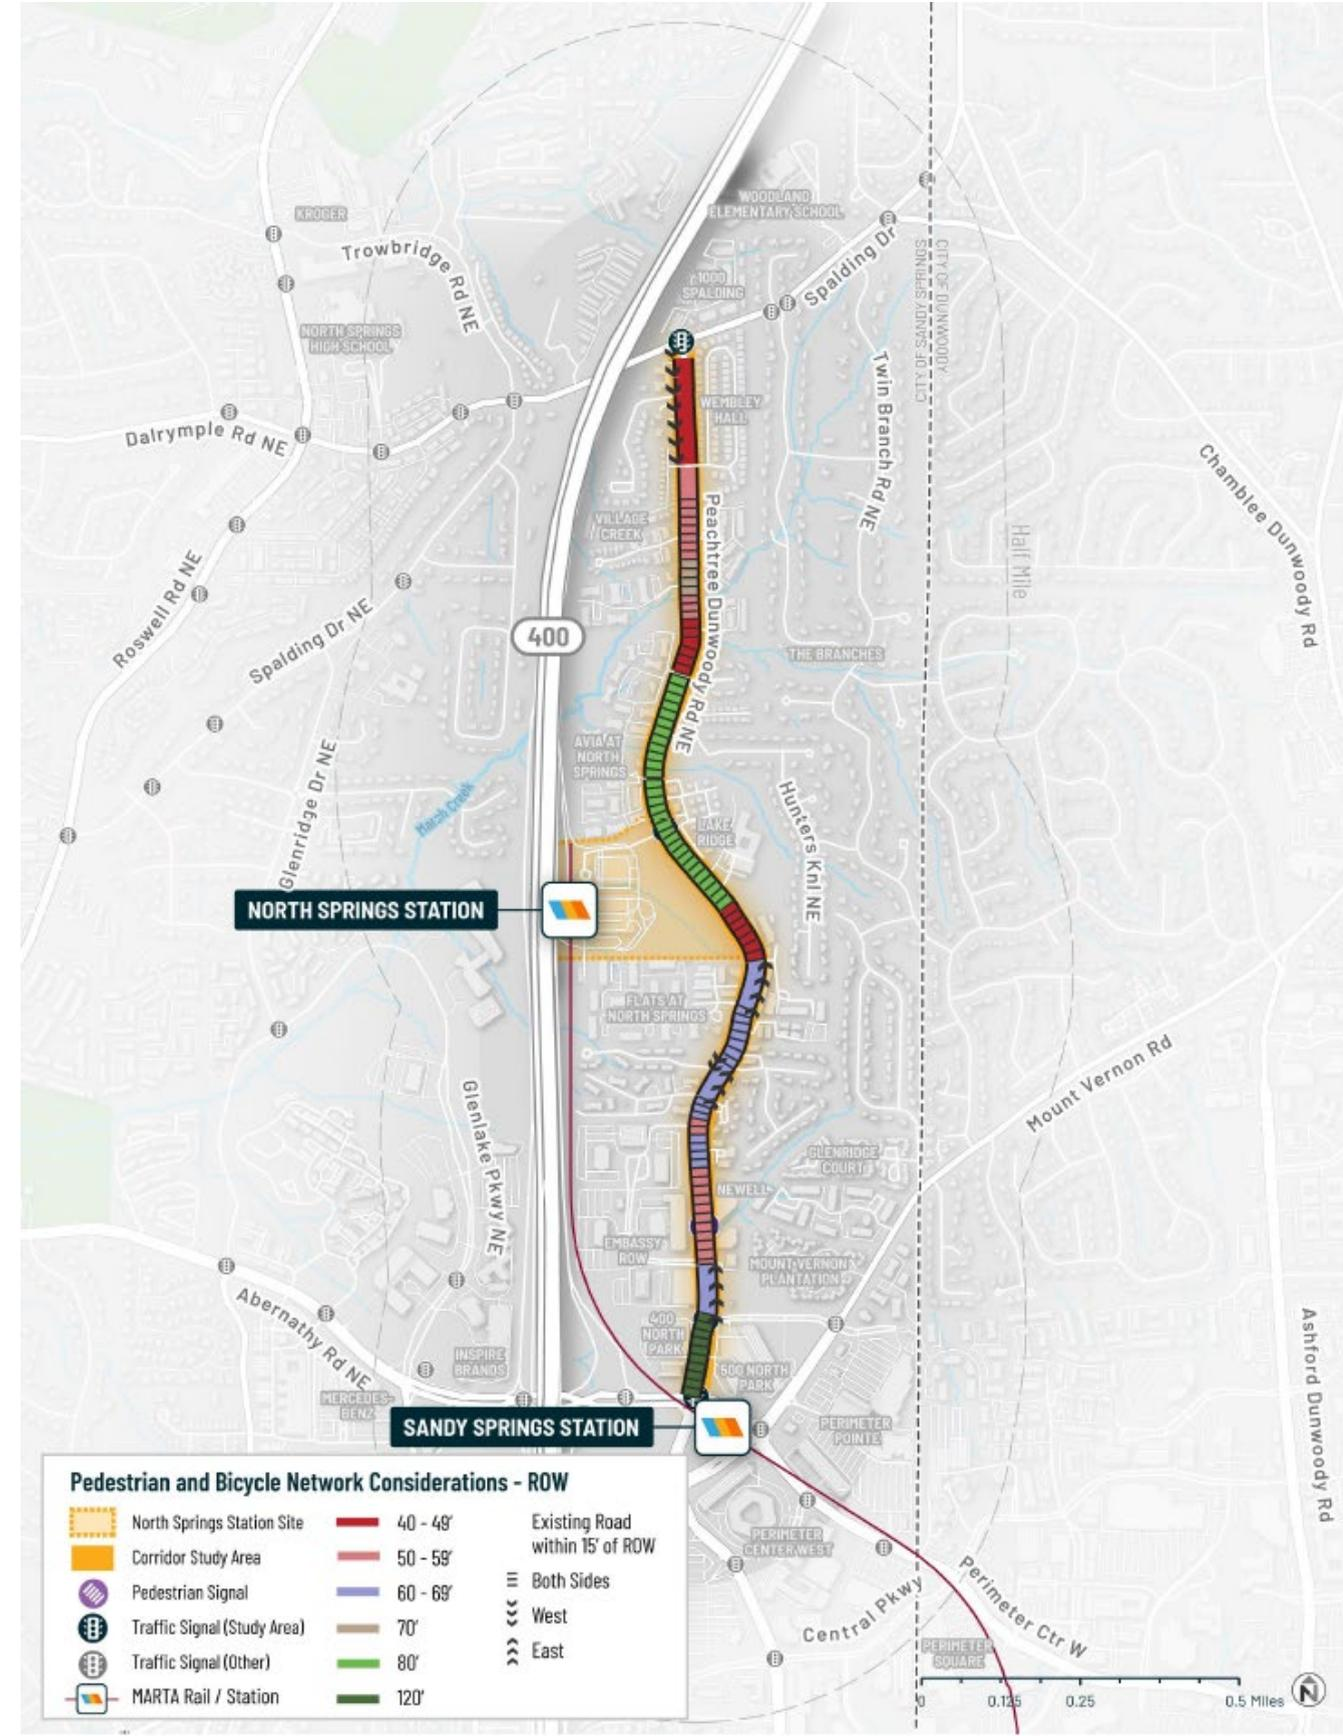 WOODLAND
ELEMENTARY SCHOOL
KROGER
Trowbridge Rd NE
Spalding Dr
1000
SPALDING
CITY OF SANDY SPRINGS
CITY OF DUNWOODY
NORTH SPRINGS
HIGH SCHOOL
WEMBLEY
HALL
Twin Branch Rd NE
Dalrymple Rd NE
Chamblee Dunwoody Rd
VILLAGE
CREEK
Peachtree Dunwoody Rd NE
Half Mile
Roswell Rd NE
Spalding Dr NE
400
THE BRANCHES
AVIA AT
NORTH
SPRINGS
Glenridge Dr NE
Marsh Creek
Hunters Knl NE
LAKE
RIDGE
NORTH SPRINGS STATION
FLATS AT
NORTH SPRINGS
Mount Vernon Rd
Glenlake Pkwy NE
GLENRIDGE
COURT
NEWELL
EMBASSY
ROW
MOUNT VERNON
PLANTATION
Abernathy Rd NE
400
NORTH
PARK
500 NORTH
PARK
INSPIRE
BRANDS
MERCEDES-
BENZ
Ashford Dunwoody Rd
SANDY SPRINGS STATION
PERIMETER
POINTE
PERIMETER
CENTER WEST
Central Pkwy
Perimeter Ctr W
PERIMETER
SQUARE
Pedestrian and Bicycle Network Considerations - ROW
North Springs Station Site
Corridor Study Area
Pedestrian Signal
Traffic Signal (Study Area)
Traffic Signal (Other)
MARTA Rail / Station
40 - 49'
50 - 59'
60 - 69'
70'
80'
120'
Existing Road
within 15' of ROW
Both Sides
West
East
0 0.125 0.25 0.5 Miles
N